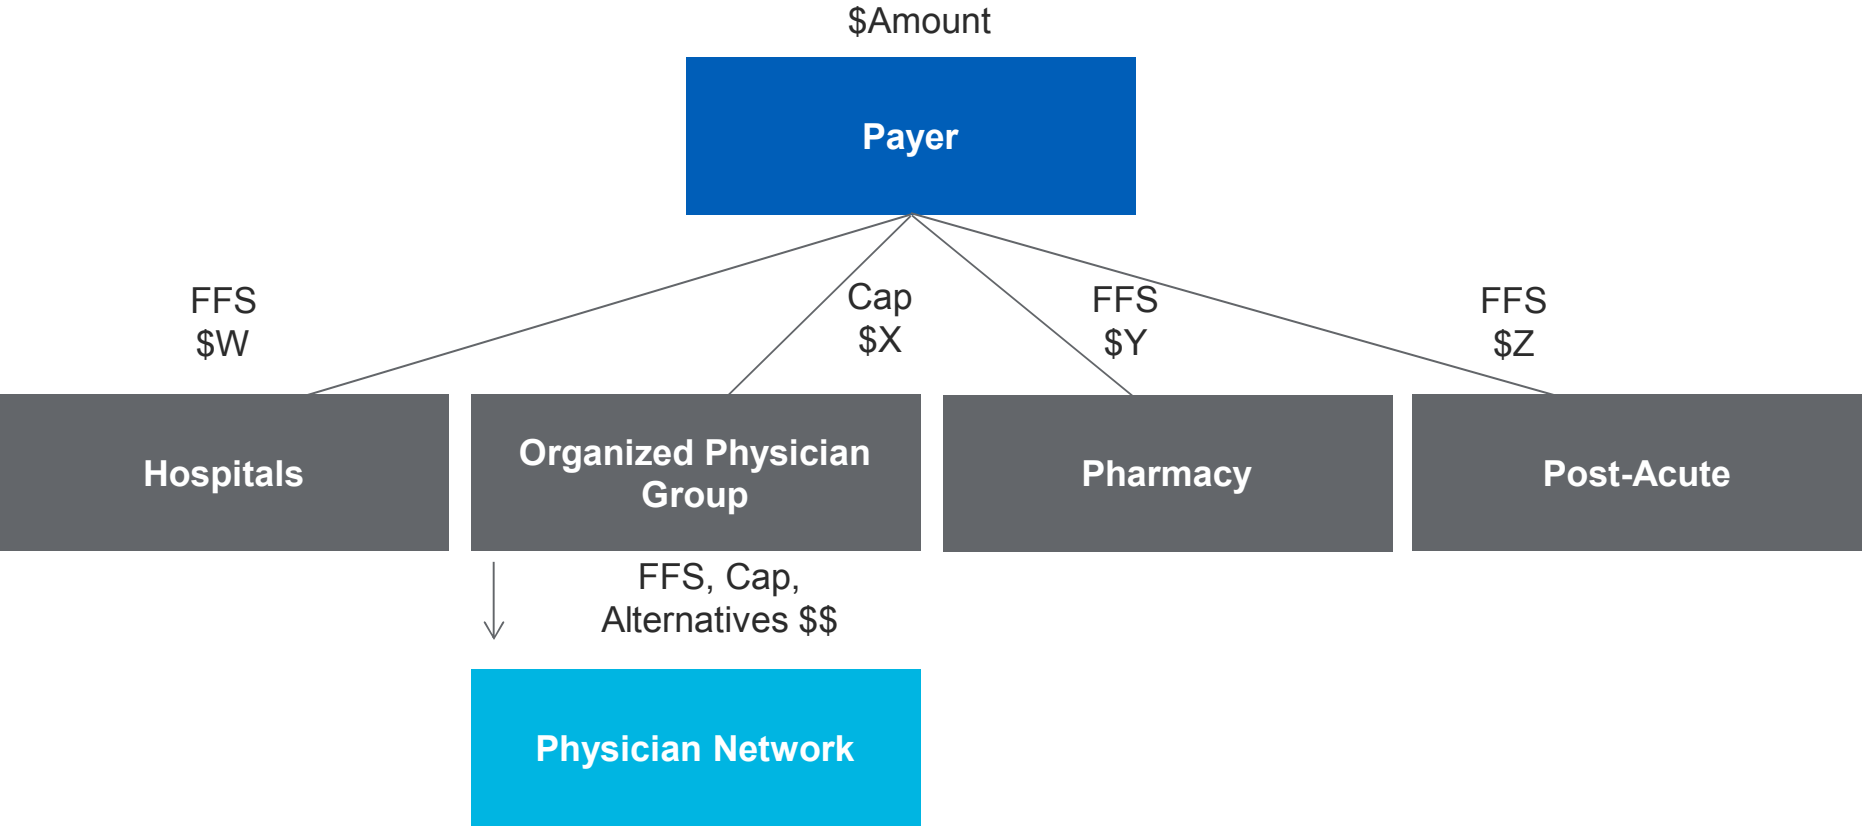 $Amount
Payer
FFS
$W
Cap
$X
FFS
$Y
FFS
$Z
Hospitals
Organized Physician
Group
Pharmacy
Post-Acute
FFS, Cap,
Alternatives $$
Physician Network